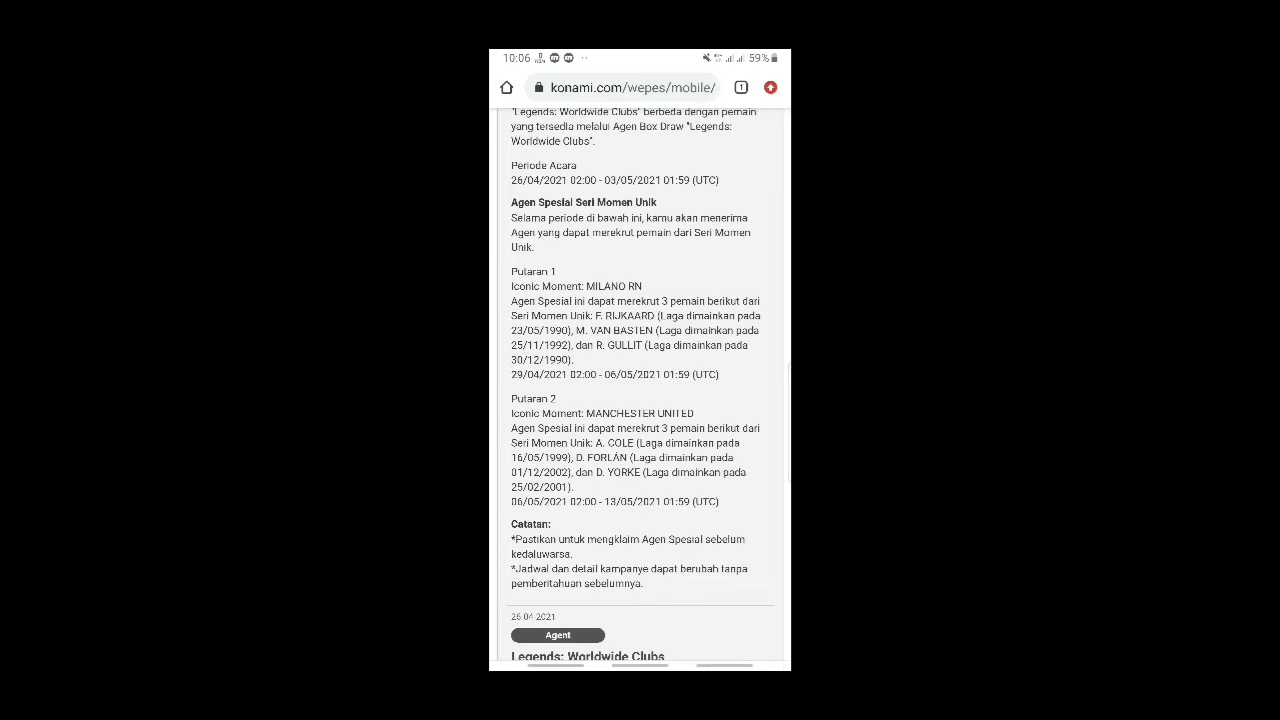 10:06
59%
konami.com/wepes/mobile/
1
"Legends: Worldwide Clubs" berbeda dengan pemain
yang tersedia melalui Agen Box Draw "Legends:
Worldwide Clubs".
Periode Acara
26/04/2021 02:00 - 03/05/2021 01:59 (UTC)
Agen Spesial Seri Momen Unik
Selama periode di bawah ini, kamu akan menerima
Agen yang dapat merekrut pemain dari Seri Momen
Unik.
Putaran 1
Iconic Moment: MILANO RN
Agen Spesial ini dapat merekrut 3 pemain berikut dari
Seri Momen Unik: F. RIJKAARD (Laga dimainkan pada
23/05/1990), M. VAN BASTEN (Laga dimainkan pada
25/11/1992), dan R. GULLIT (Laga dimainkan pada
30/12/1990).
29/04/2021 02:00 - 06/05/2021 01:59 (UTC)
Putaran 2
Iconic Moment: MANCHESTER UNITED
Agen Spesial ini dapat merekrut 3 pemain berikut dari
Seri Momen Unik: A. COLE (Laga dimainkan pada
16/05/1999), D. FORLÁN (Laga dimainkan pada
01/12/2002), dan D. YORKE (Laga dimainkan pada
25/02/2001).
06/05/2021 02:00 - 13/05/2021 01:59 (UTC)
Catatan:
*Pastikan untuk mengklaim Agen Spesial sebelum
kedaluwarsa.
*Jadwal dan detail kampanye dapat berubah tanpa
pemberitahuan sebelumnya.
26-04-2021
Agent
Legends: Worldwide Clubs